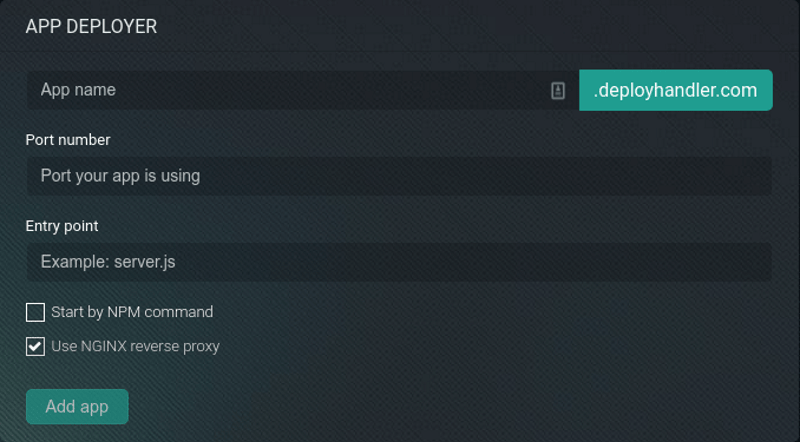 APP DEPLOYER
App name .deployhandler.com
Port number
Port your app is using
Entry point
Example: server.js
Start by NPM command
Use NGINX reverse proxy
Add app